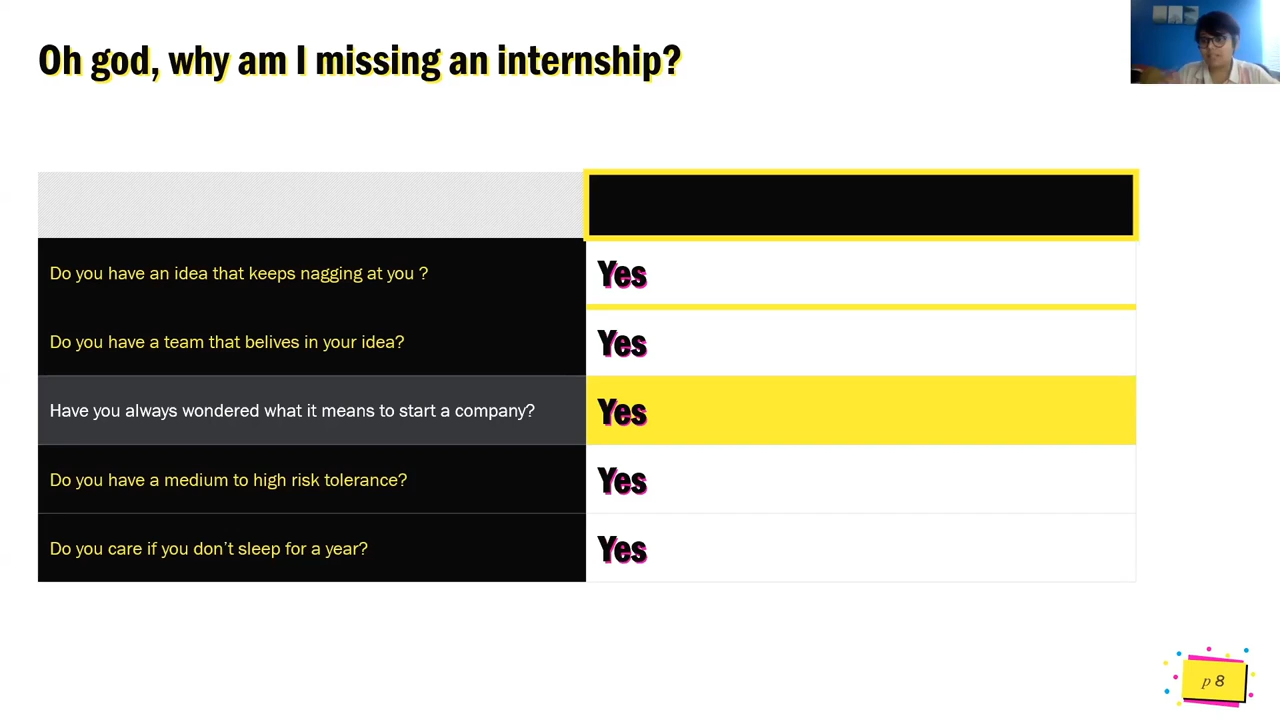 Oh god, why am I missing an internship?
Do you have an idea that keeps nagging at you ?
Yes
Do you have a team that belives in your idea?
Yes
Have you always wondered what it means to start a company?
Yes
Do you have a medium to high risk tolerance?
Yes
Do you care if you don’t sleep for a year?
Yes
p 8